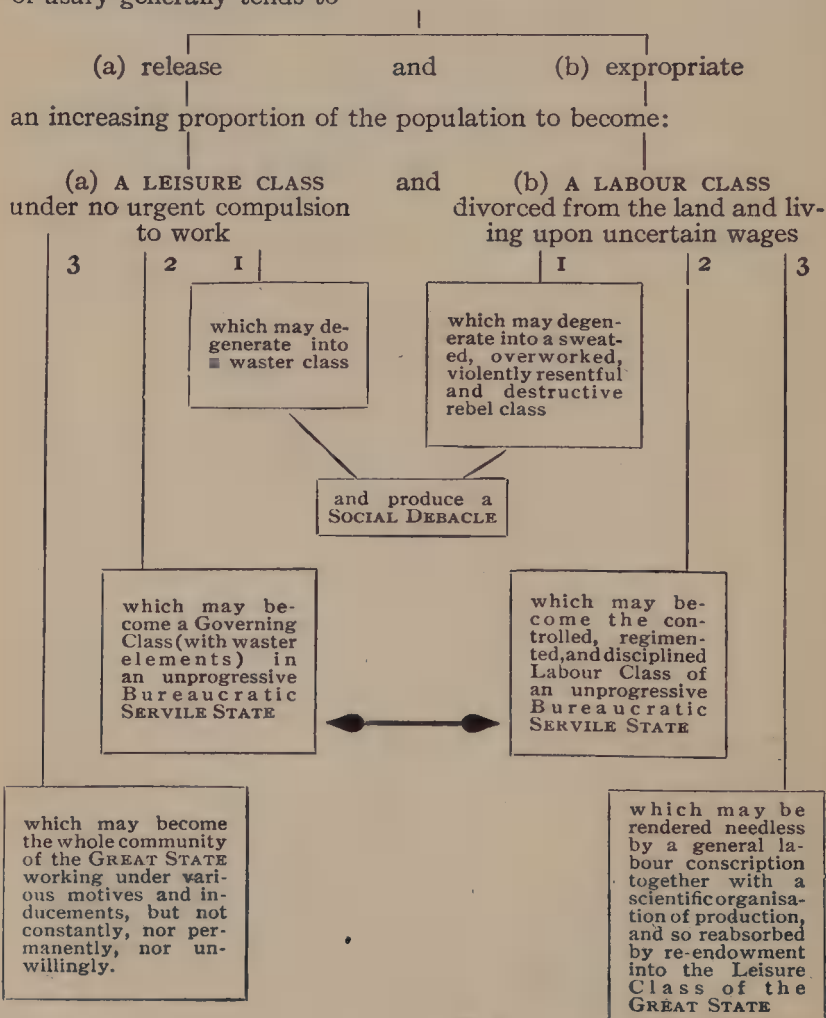 (a) release and (b) expropriate
an increasing proportion of the population to become:
(a) A LEISURE CLASS and (b) A LABOUR CLASS
under no urgent compulsion divorced from the land and liv-
to work ing upon uncertain wages
3 2 1 1 2 3
which may de-
generate into
waster class
which may degen-
erate into a sweat-
ed, overworked,
violently resentful
and destructive
rebel class
and produce a
SOCIAL DEBACLE
which may be-
come a Governing
Class (with waster
elements) in
an unprogressive
Bureaucratic
SERVILE STATE
which may be-
come the con-
trolled, regimen-
ted, and disciplined
Labour Class of
an unprogressive
Bureaucratic
SERVILE STATE
which may become
the whole community
of the GREAT STATE
working under vari-
ous motives and in-
ducements, but not
constantly, nor per-
manently, nor un-
willingly.
which may be
rendered needless
by a general la-
bour conscription
together with a
scientific organisa-
tion of production,
and so reabsorbed
by re-endowment
into the Leisure
Class of the
GREAT STATE